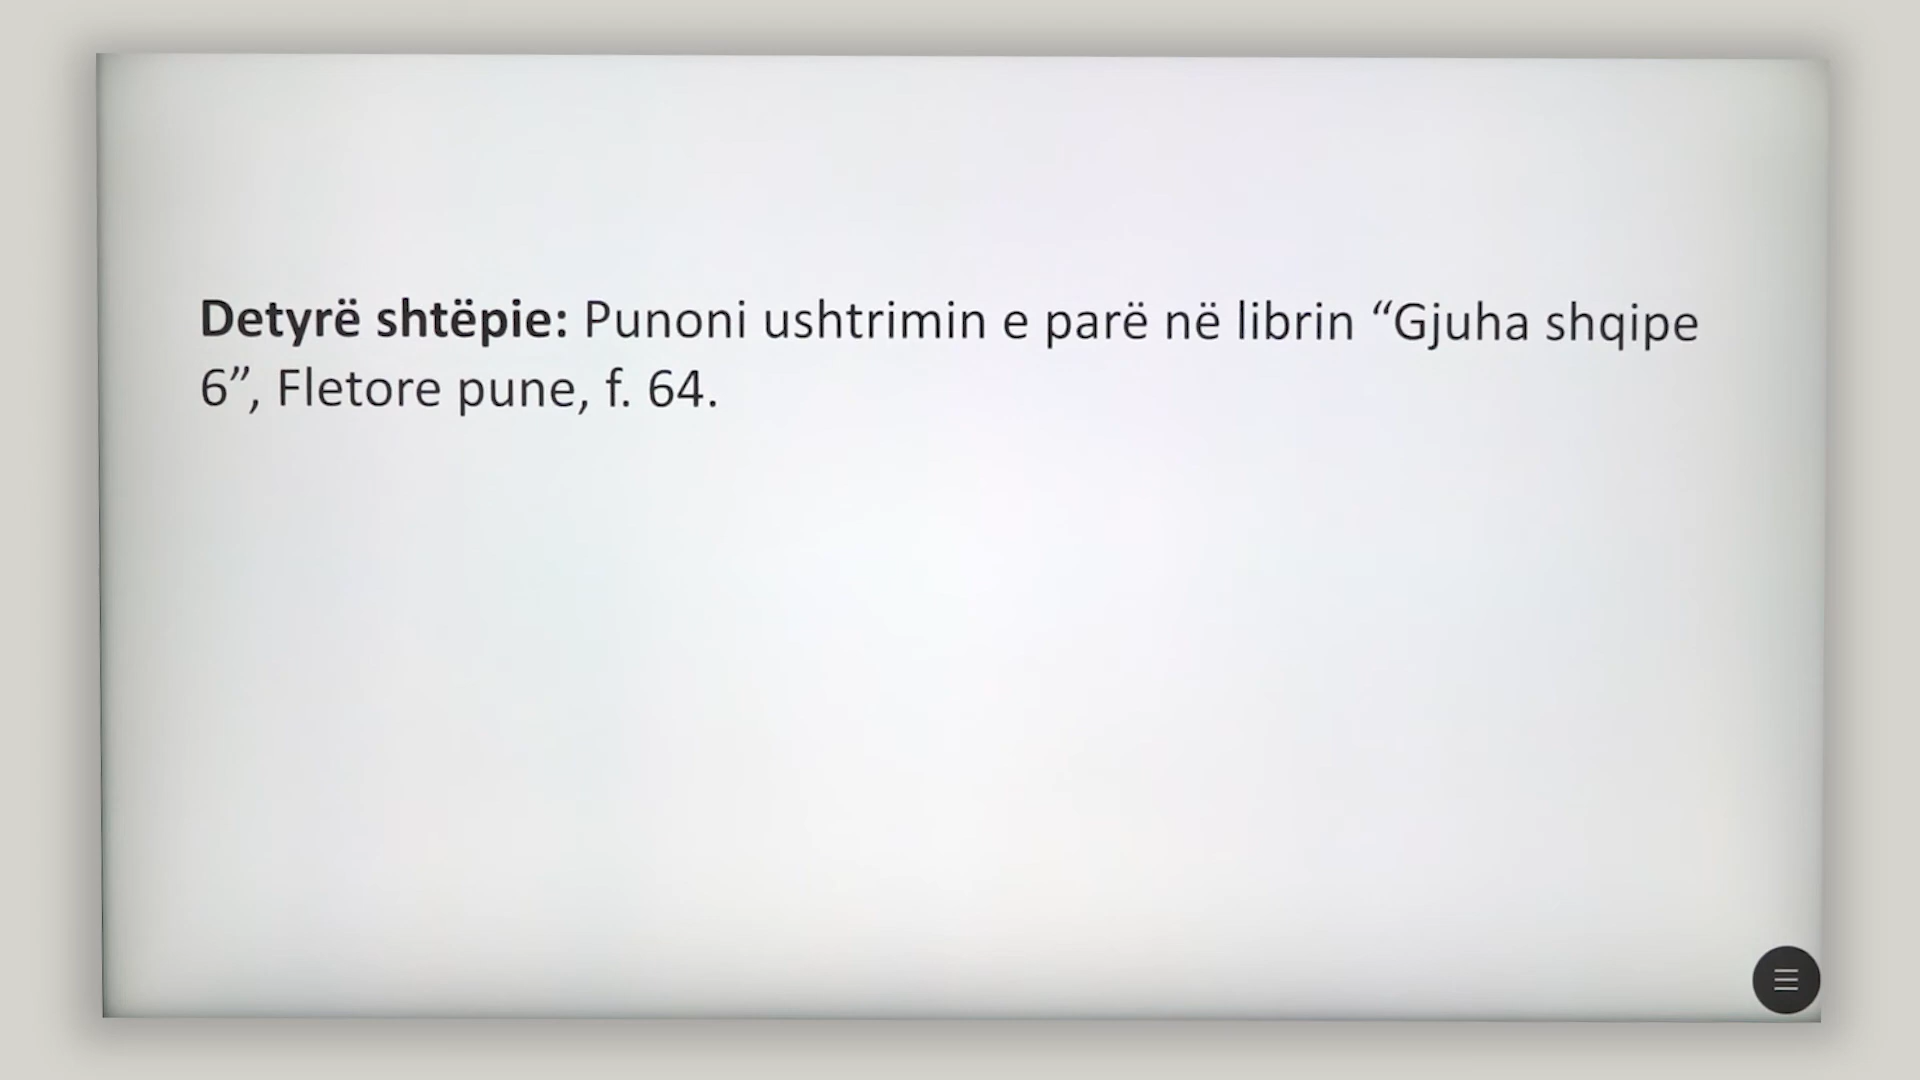 Detyrë shtëpie: Punoni ushtrimin e parë në librin “Gjuha shqipe
6”, Fletore pune, f. 64.